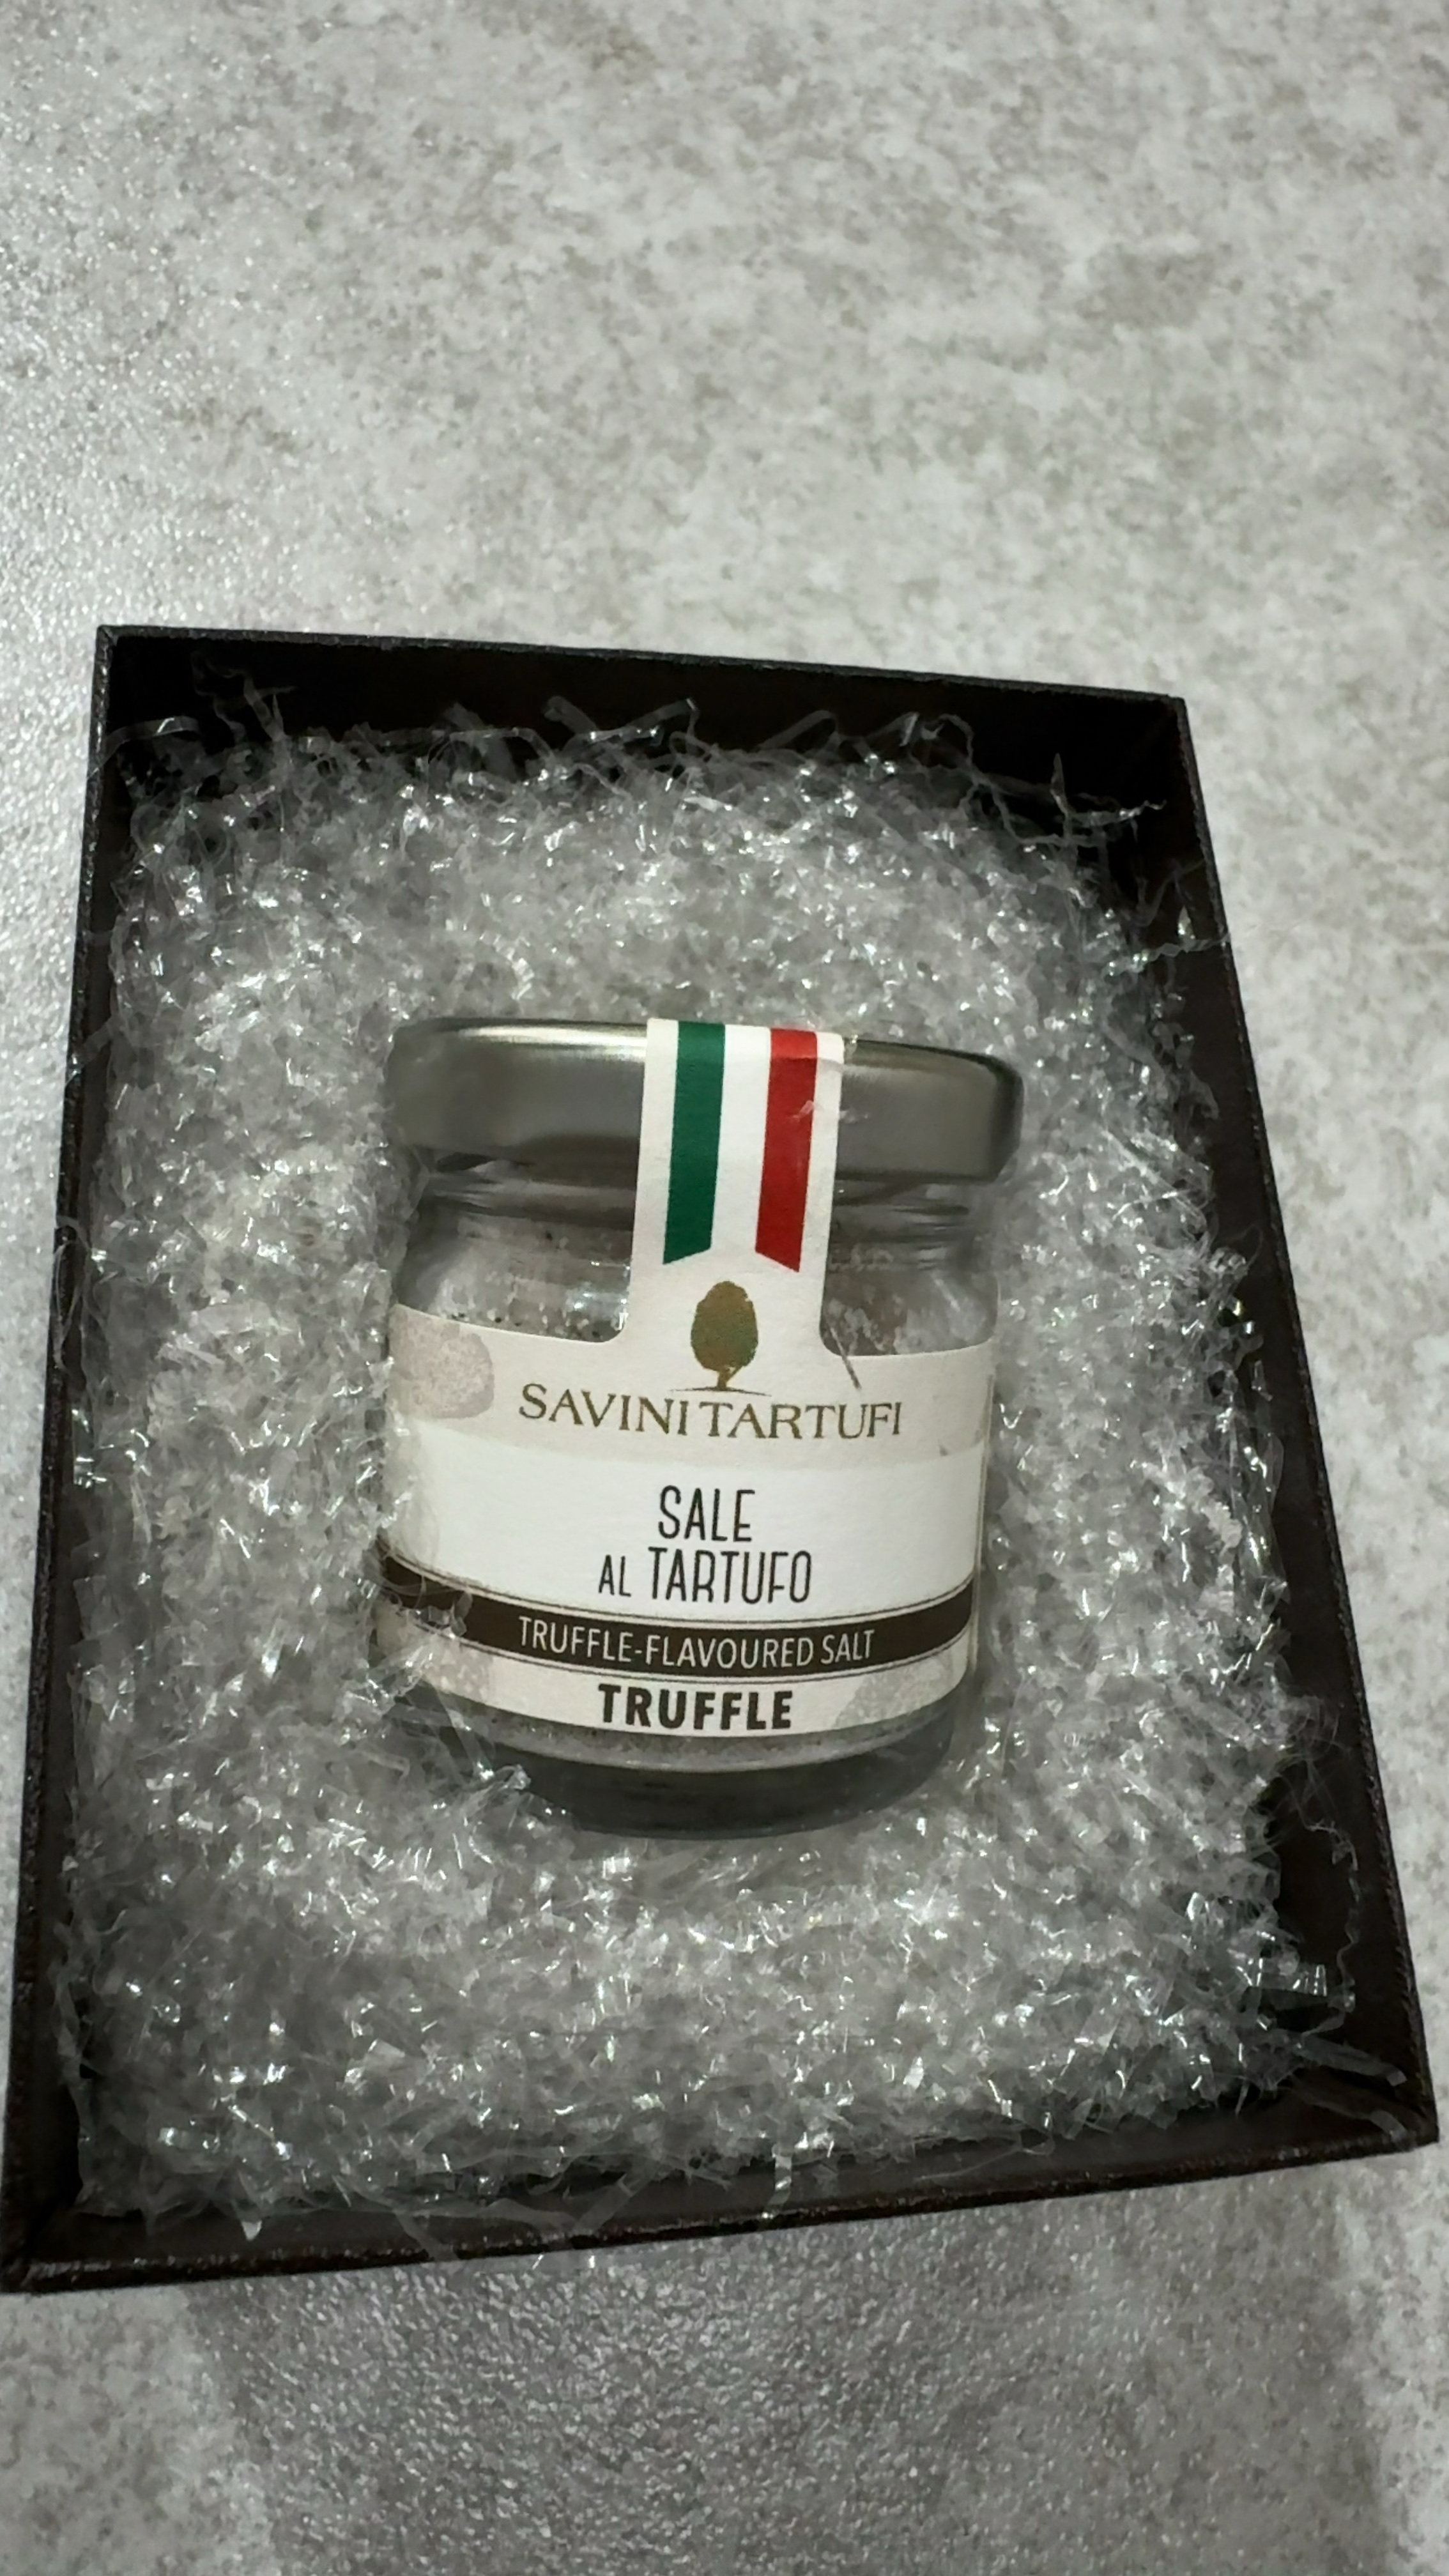 SAVINI TARTUFI
SALE
AL TARTUFO
TRUFFLE-FLAVOURED SALT
TRUFFLE